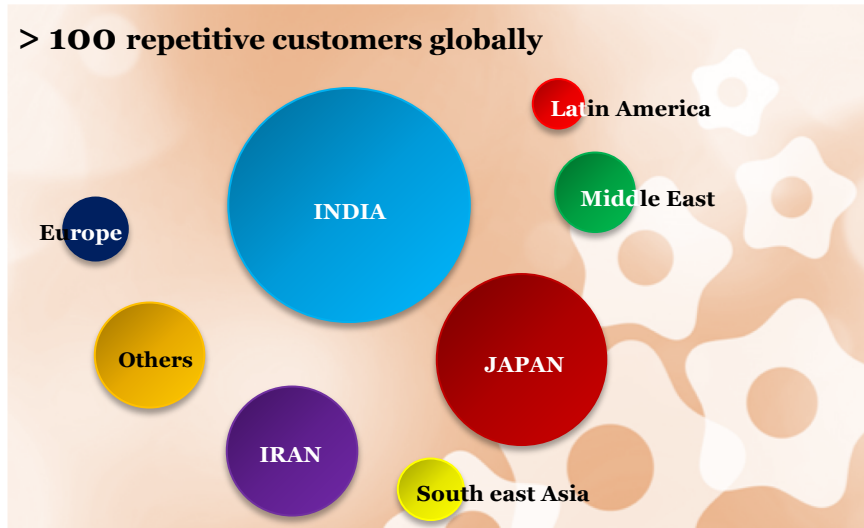 > 100 repetitive customers globally
Latin America
Middle East
INDIA
Europe
Others
JAPAN
IRAN
South east Asia